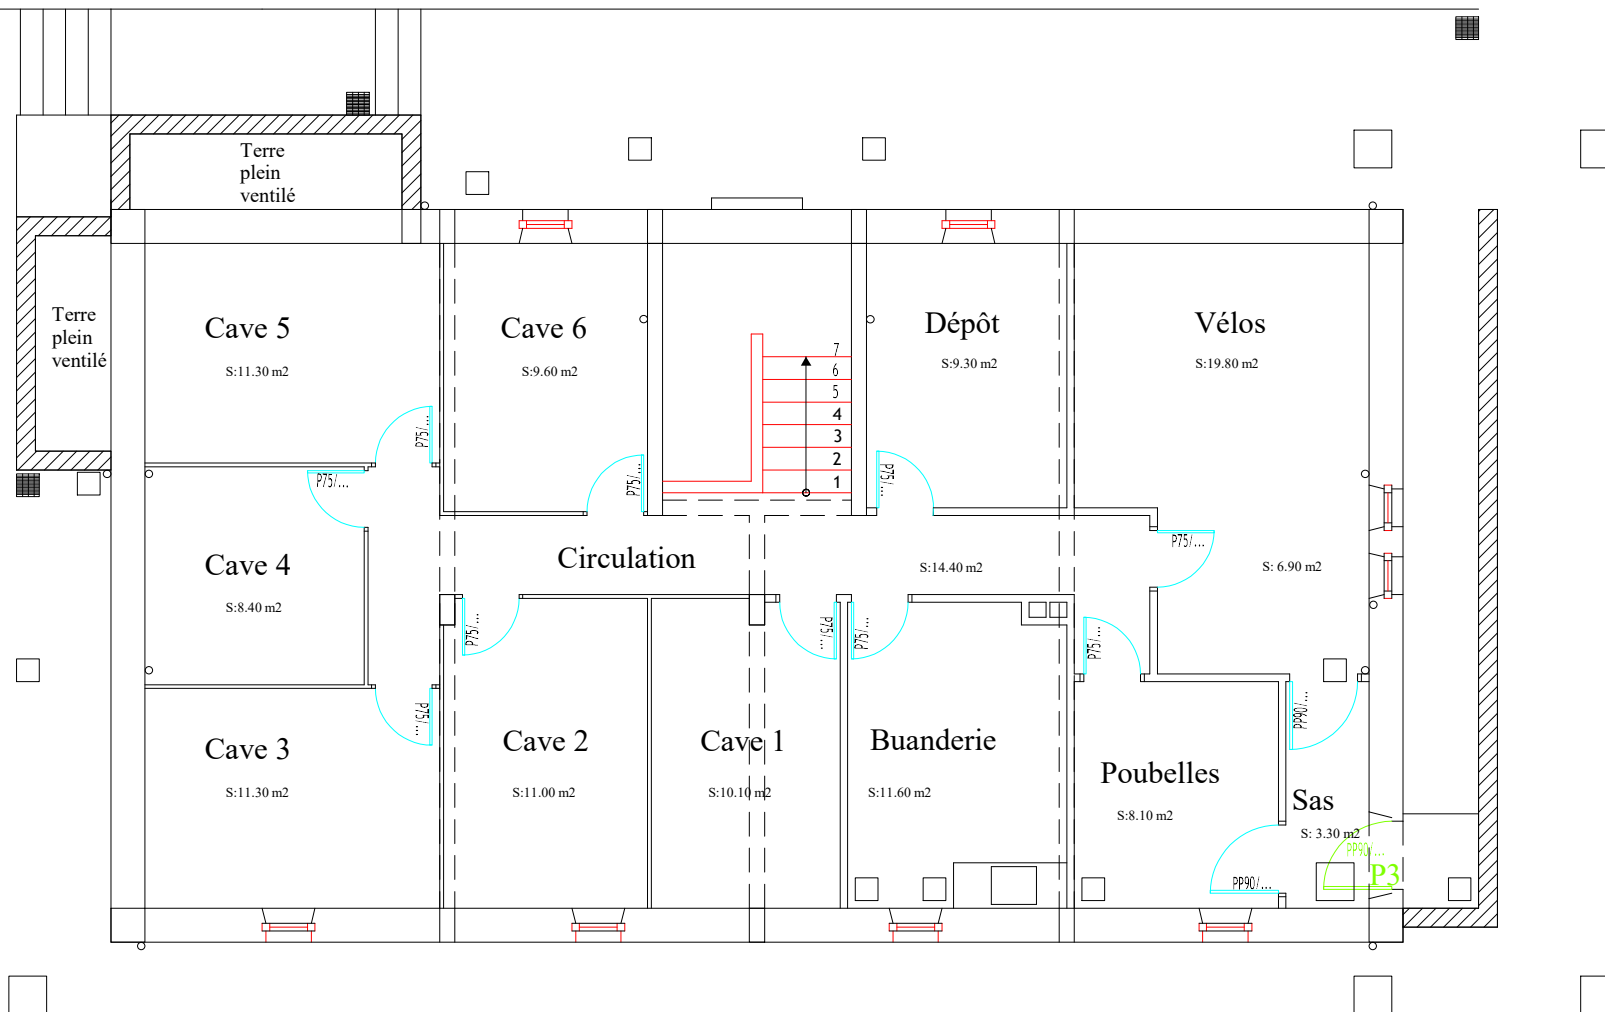 Terre
plein
ventilé
Terre
plein
ventilé
Cave 5
S:11.30 m2
Cave 6
S:9.60 m2
Dépôt
S:9.30 m2
Vélos
S:19.80 m2
7
6
5
4
3
2
1
P75/...
P75/...
P75/...
P75/...
P75/...
Circulation
S:14.40 m2
S: 6.90 m2
Cave 4
S:8.40 m2
P75/...
P75/...
P75/...
P75/...
P75/...
PP90/...
Cave 3
S:11.30 m2
Cave 2
S:11.00 m2
Cave 1
S:10.10 m2
Buanderie
S:11.60 m2
Poubelles
S:8.10 m2
Sas
S: 3.30 m2
PP90/...
P3
PP90/...